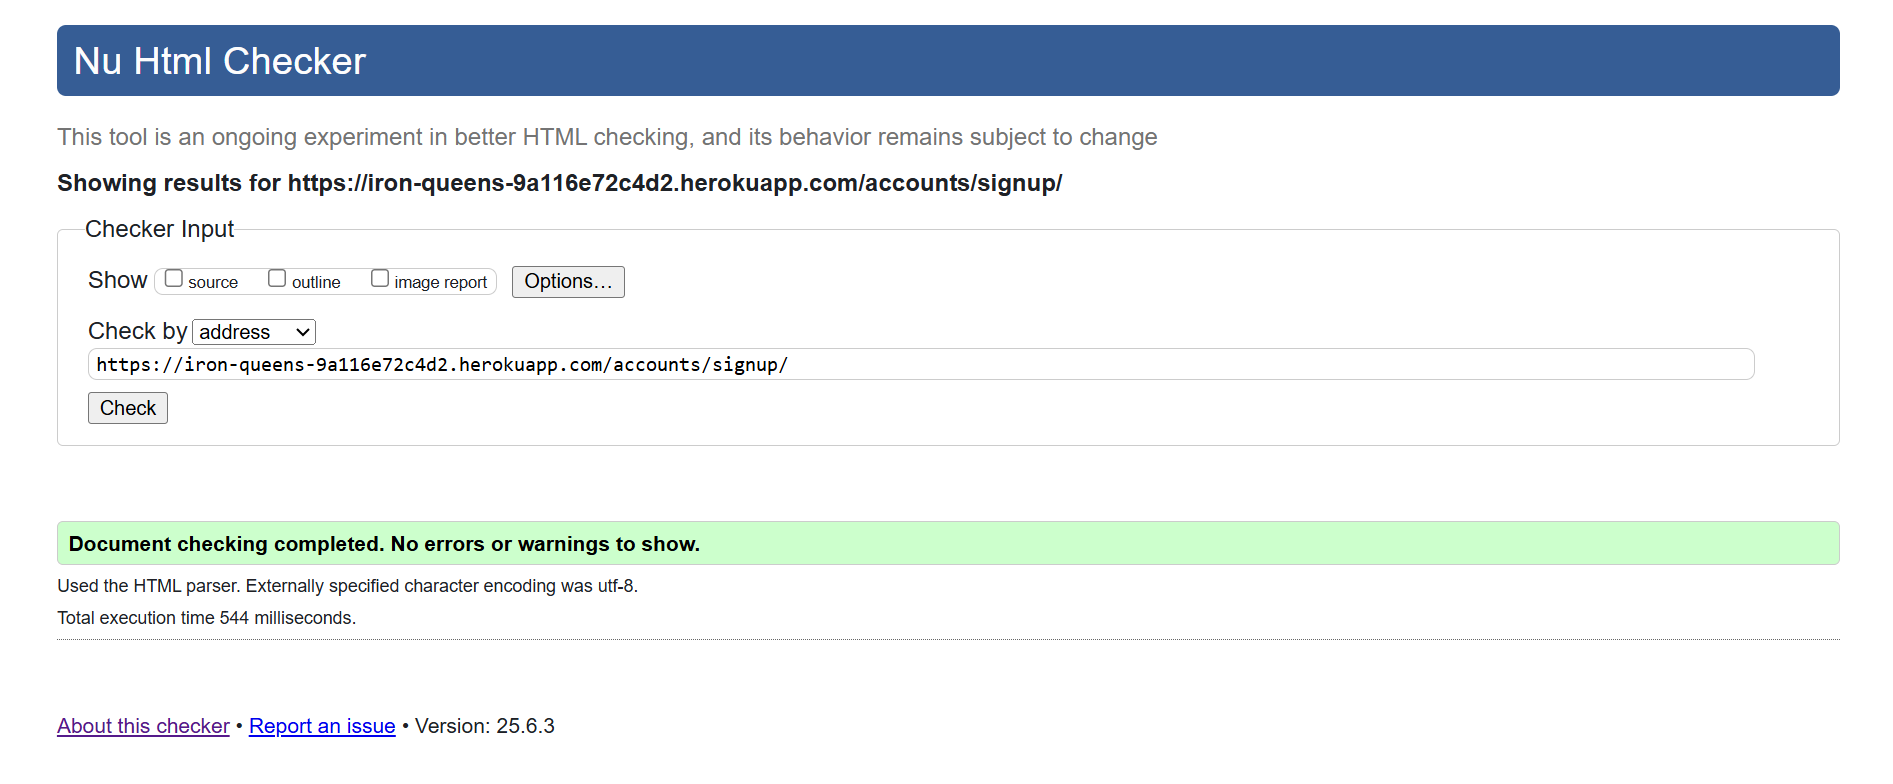 Nu Html Checker
This tool is an ongoing experiment in better HTML checking, and its behavior remains subject to change
Showing results for https://iron-queens-9a116e72c4d2.herokuapp.com/accounts/signup/
Checker Input
Show source outline image report Options...
Check by address
https://iron-queens-9a116e72c4d2.herokuapp.com/accounts/signup/
Check
Document checking completed. No errors or warnings to show.
Used the HTML parser. Externally specified character encoding was utf-8.
Total execution time 544 milliseconds.
About this checker • Report an issue • Version: 25.6.3